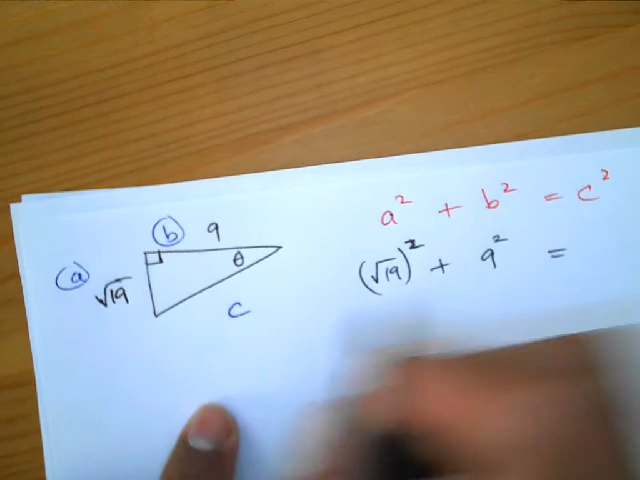 a² + b² = c²
(√19)² + 9² =
b 9
a √19
θ
c